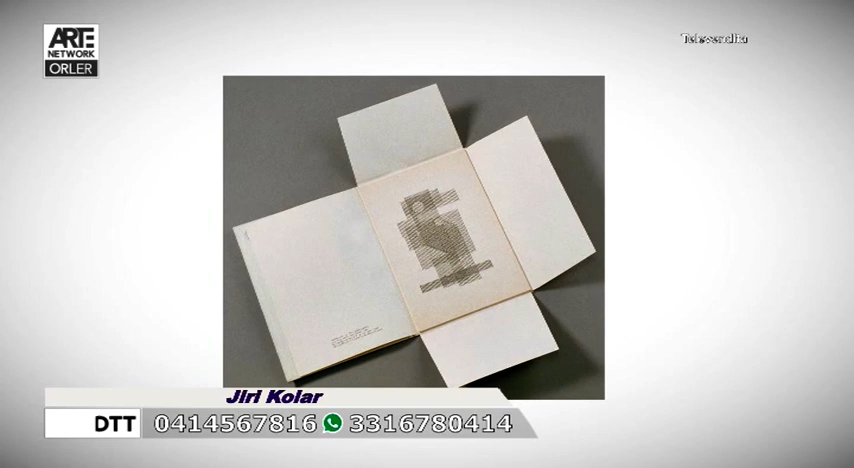 ARTE
NETWORK
ORLER
Televendita
Jiri Kolar
DTT 0414567816 3316780414